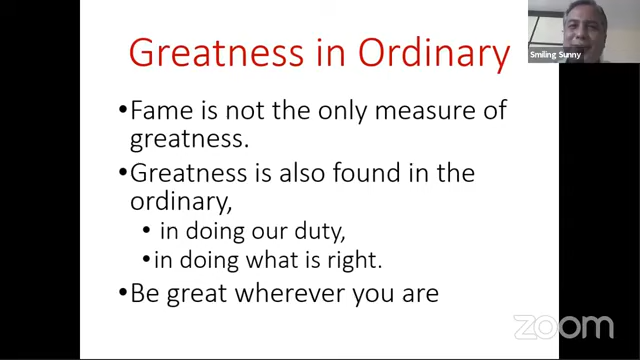 Greatness in Ordinary
Smiling Sunny
•Fame is not the only measure of
greatness.
•Greatness is also found in the
ordinary,
• in doing our duty,
•in doing what is right.
•Be great wherever you are
zoom